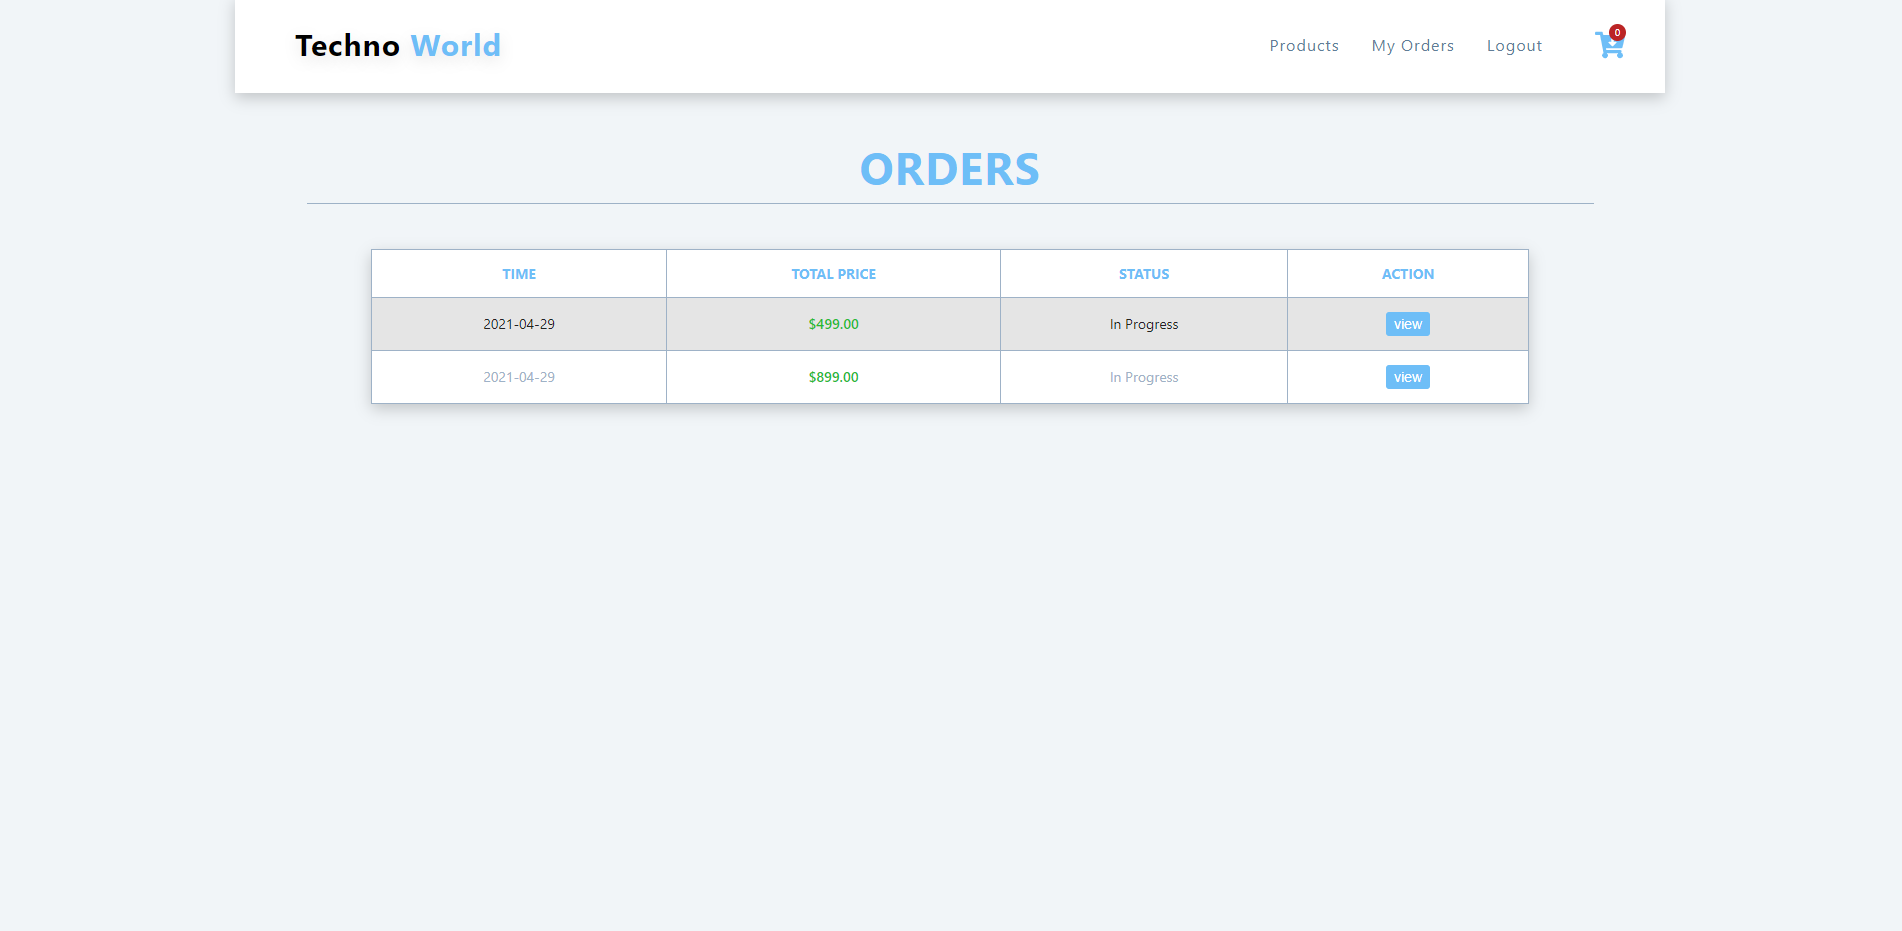 Techno World Products My Orders Logout 0
ORDERS
TIME TOTAL PRICE STATUS ACTION
2021-04-29 $499.00 In Progress view
2021-04-29 $899.00 In Progress view